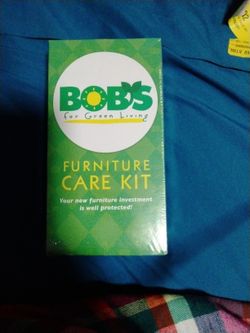 BOB'S
for Green Living
FURNITURE
CARE KIT
Your new furniture investment
is well protected!